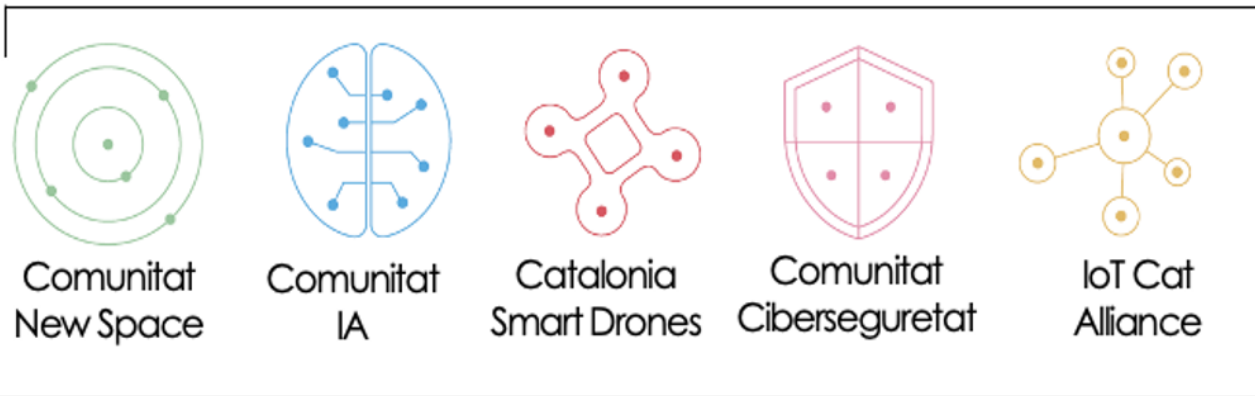 Comunitat
New Space
Comunitat
IA
Catalonia
Smart Drones
Comunitat
Ciberseguretat
IoT Cat
Alliance